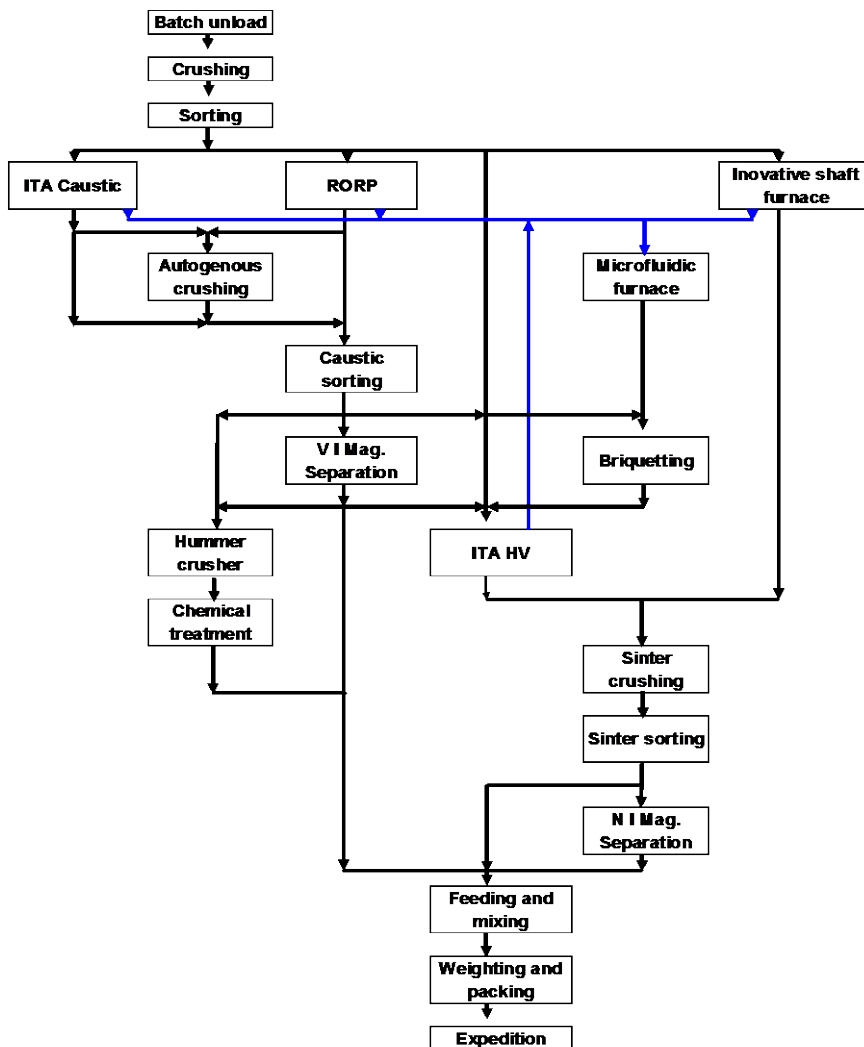 Batch unload
Crushing
Sorting
ITA Caustic
RORP
Inovative shaft
furnace
Autogenous
crushing
Microfluidic
furnace
Caustic
sorting
V I Mag.
Separation
Briquetting
Hummer
crusher
ITA HV
Chemical
treatment
Sinter
crushing
Sinter sorting
N I Mag.
Separation
Feeding and
mixing
Weighting and
packing
Expedition